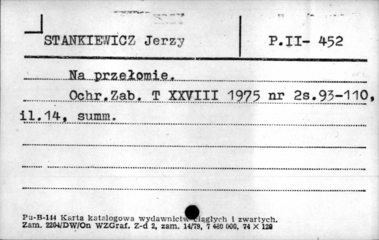 STANKIEWICZ Jerzy
P.II- 452
Na przełomie.
Ochr.Zab. T XXVIII 1975 nr 2s.93-110,
il.14, summ.
Pu-B-144 Karta katalogowa wydawnictw ciągłych i zwartych.
Zam. 2204/DW/On WZGraf. Z-d 2, zam. 14/79, 7 480 000, 74 X 120